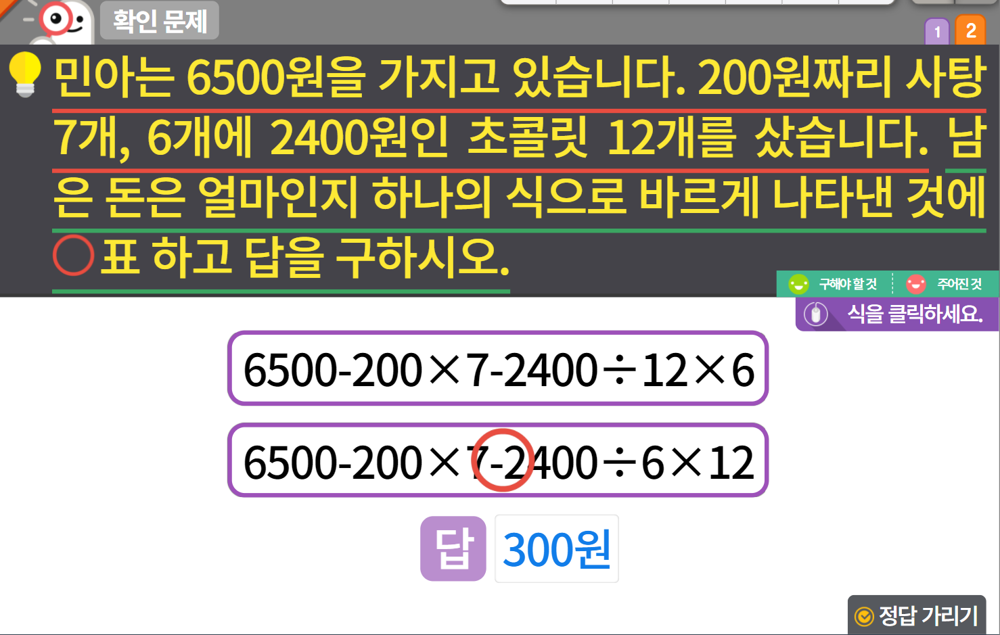 확인 문제
1 2
민아는 6500원을 가지고 있습니다. 200원짜리 사탕
7개, 6개에 2400원인 초콜릿 12개를 샀습니다. 남
은 돈은 얼마인지 하나의 식으로 바르게 나타낸 것에
○표 하고 답을 구하시오.
구해야 할 것 주어진 것
식을 클릭하세요.
6500-200×7-2400÷12×6
6500-200×7-2400÷6×12
답 300원
정답 가리기